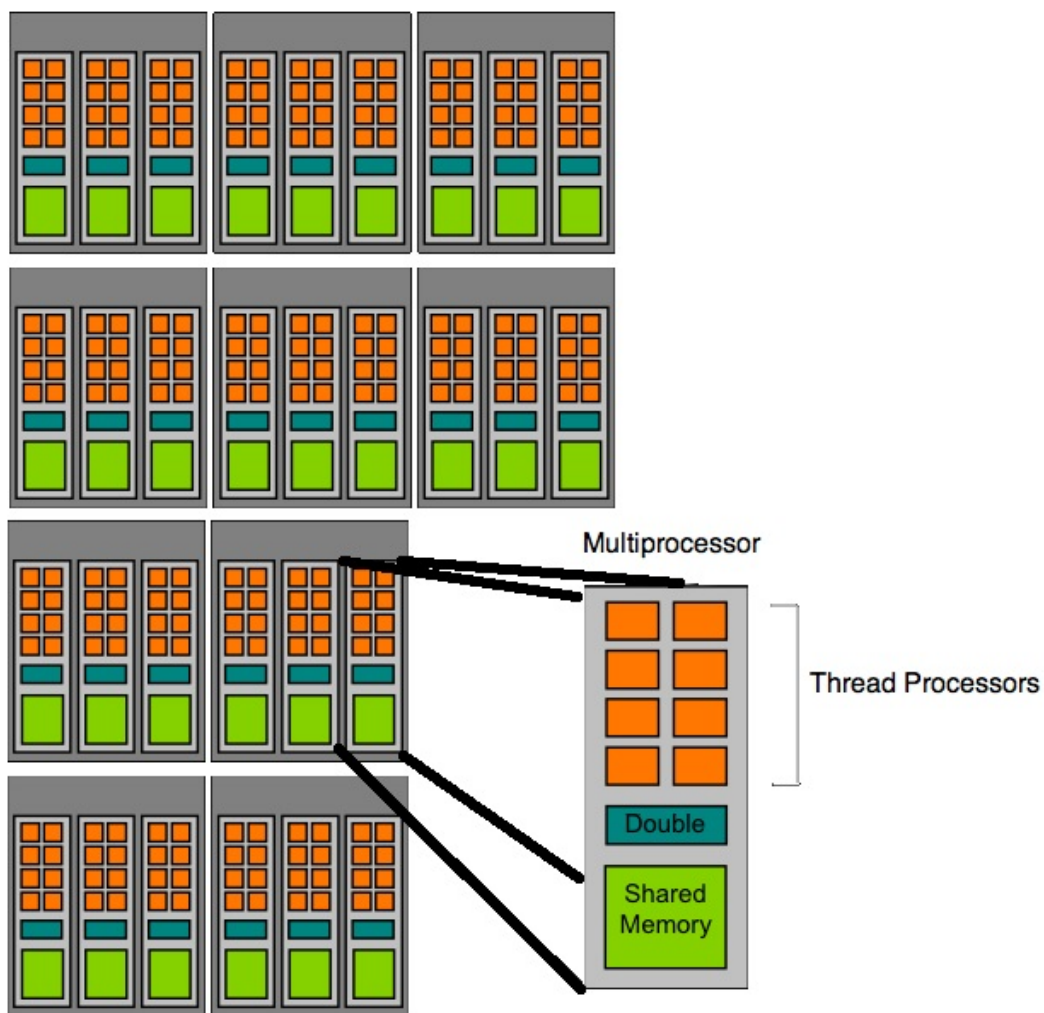 Multiprocessor
Thread Processors
Double
Shared
Memory